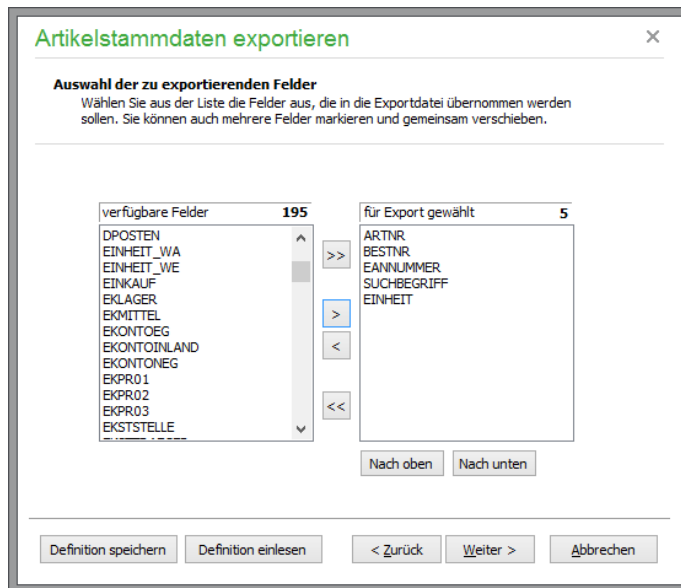 Artikelstammdaten exportieren
Auswahl der zu exportierenden Felder
Wählen Sie aus der Liste die Felder aus, die in die Exportdatei übernommen werden
sollen. Sie können auch mehrere Felder markieren und gemeinsam verschieben.
verfügbare Felder 195
DPOSTEN
EINHEIT_WA
EINHEIT_WE
EINKAUF
EKLAGER
EKMITTEL
EKONTOEG
EKONTOINLAND
EKONTONEG
EKPR01
EKPR02
EKPR03
EKSTSTELLE
>>
>
<
<<
für Export gewählt 5
ARTNR
BESTNR
EANNUMMER
SUCHBEGRIFF
EINHEIT
Nach oben Nach unten
Definition speichern Definition einlesen < Zurück Weiter > Abbrechen